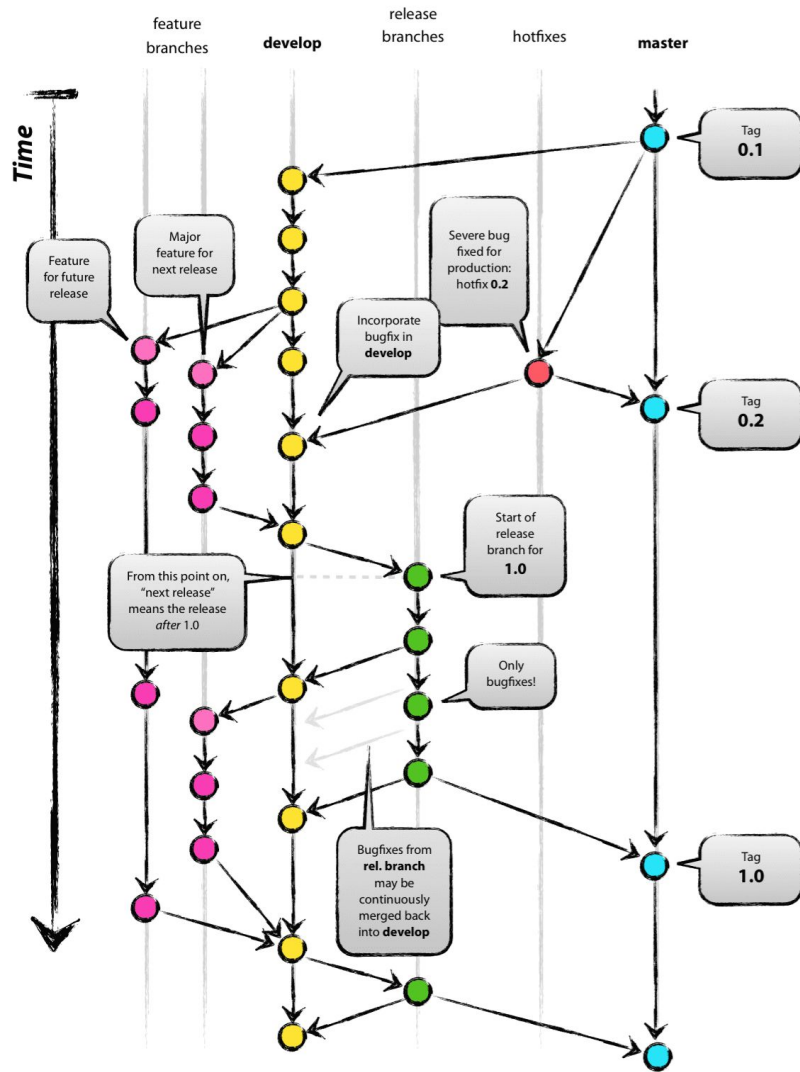 feature
branches
develop
release
branches
hotfixes
master
Time
Tag
0.1
Feature
for future
release
Major
feature for
next release
Severe bug
fixed for
production:
hotfix 0.2
Incorporate
bugfix in
develop
Tag
0.2
Start of
release
branch for
1.0
From this point on,
“next release”
means the release
after 1.0
Only
bugfixes!
Bugfixes from
rel. branch
may be
continuously
merged back
into develop
Tag
1.0